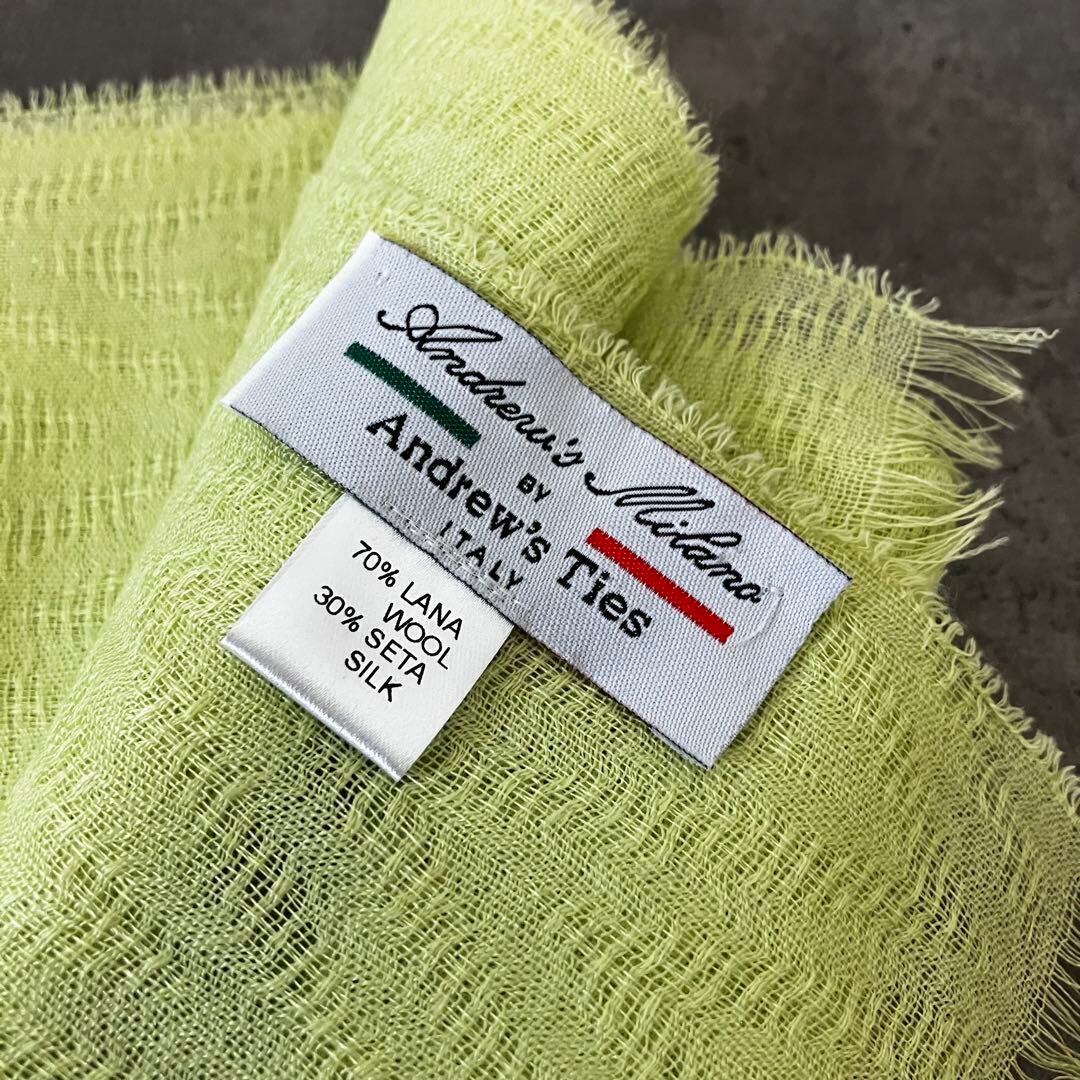 Andrew's Milano
BY
Andrew's Ties
ITALY
70% LANA
WOOL
30% SETA
SILK